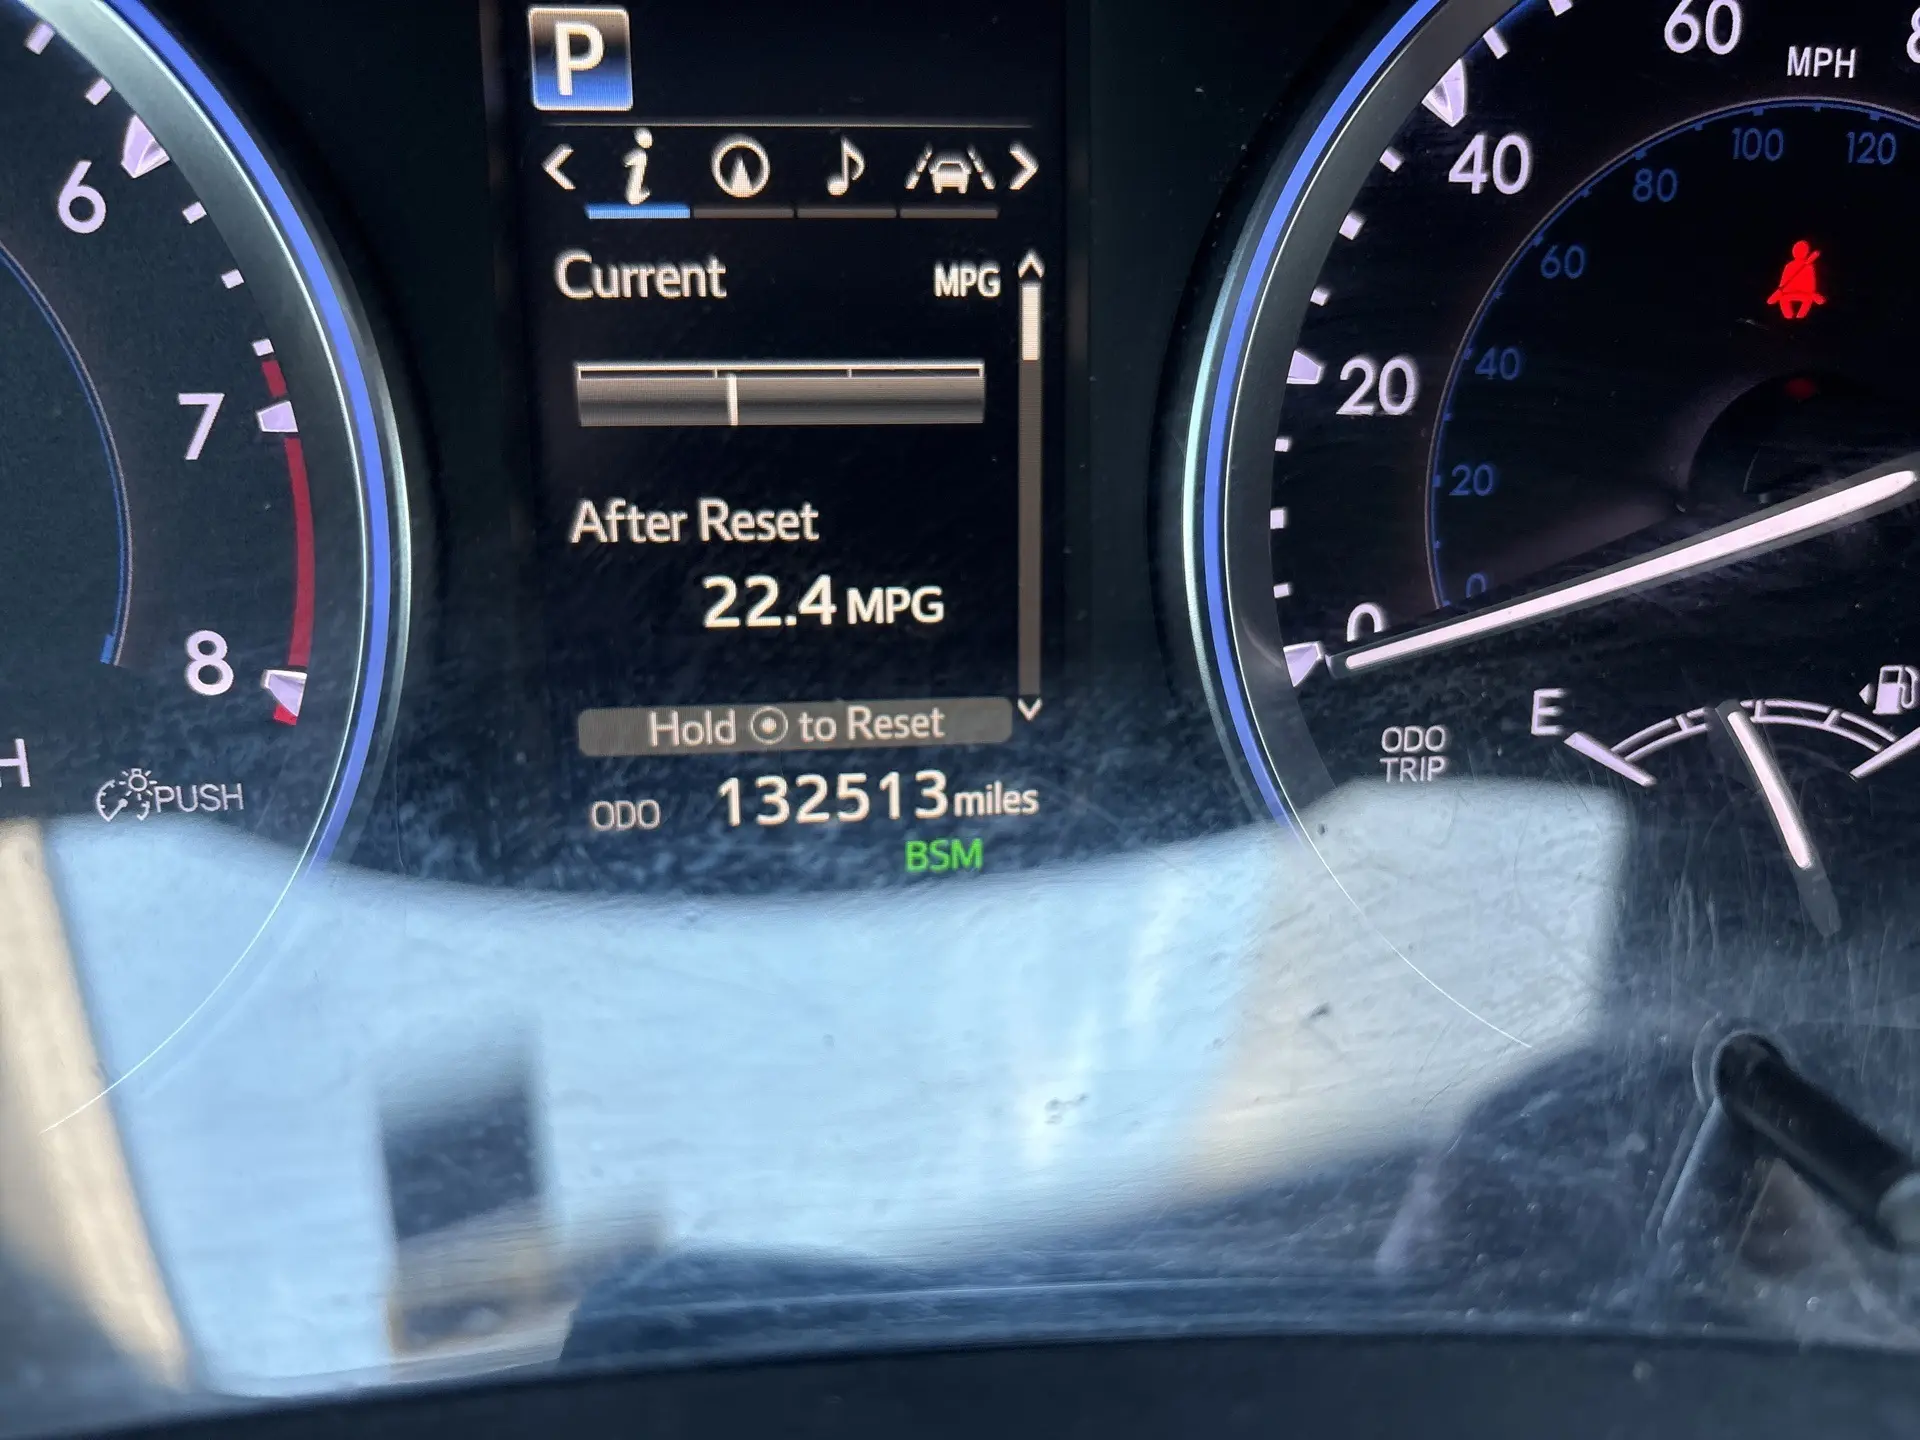 P
i
Current MPG
After Reset
22.4 MPG
Hold to Reset
ODO 132513 miles
BSM
6
7
8
H
PUSH
60
MPH
40
20
0
100
120
80
60
40
20
0
ODO
TRIP
E